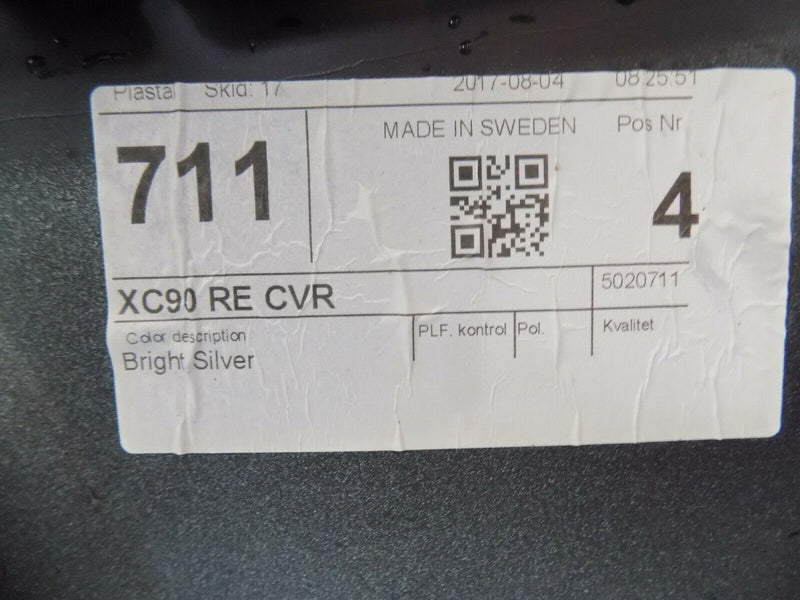 Plastal Skid: 17 2017-08-04 08:25:51
711 MADE IN SWEDEN Pos Nr
4
XC90 RE CVR 5020711
Color description PLF. kontrol Pol. Kvalitet
Bright Silver